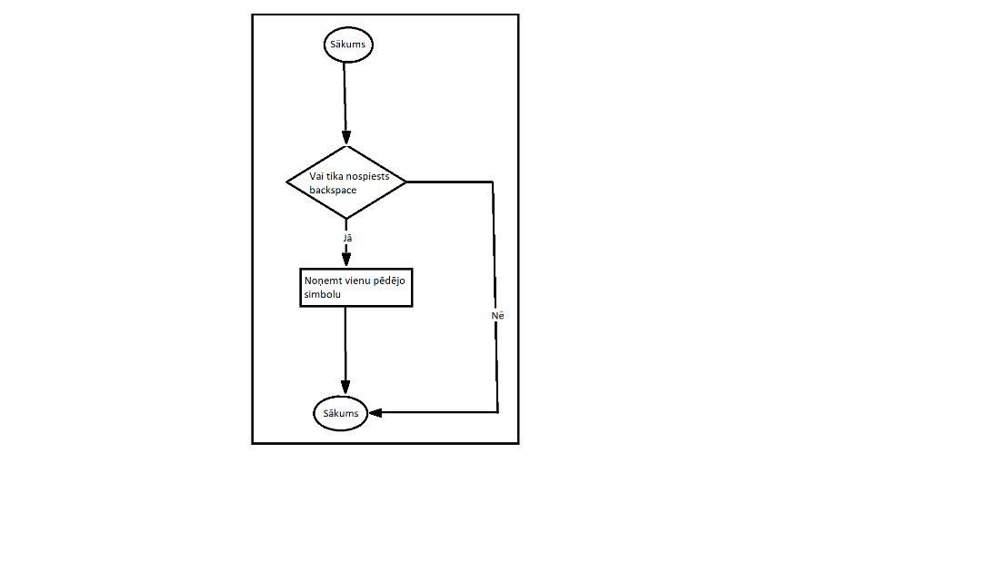 Sākums
Vai tika nospiests
backspace
Jā
Noņemt vienu pēdējo
simbolu
Nē
Sākums